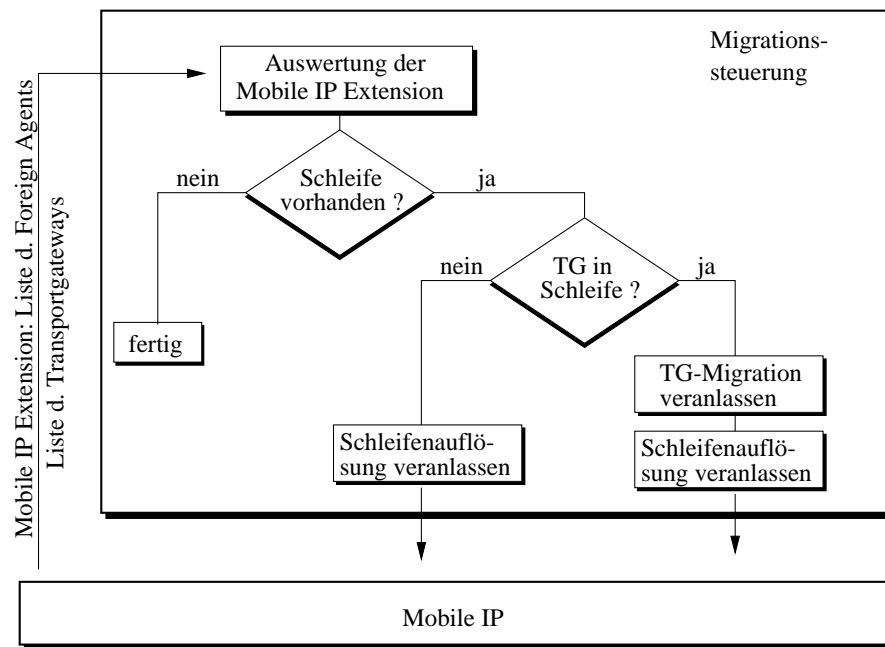 Migrations-
steuerung
Auswertung der
Mobile IP Extension
Mobile IP Extension: Liste d. Foreign Agents
Liste d. Transportgateways
Schleife
vorhanden ?
nein
ja
TG in
Schleife ?
nein
ja
fertig
TG-Migration
veranlassen
Schleifenauflö-
sung veranlassen
Schleifenauflö-
sung veranlassen
Mobile IP